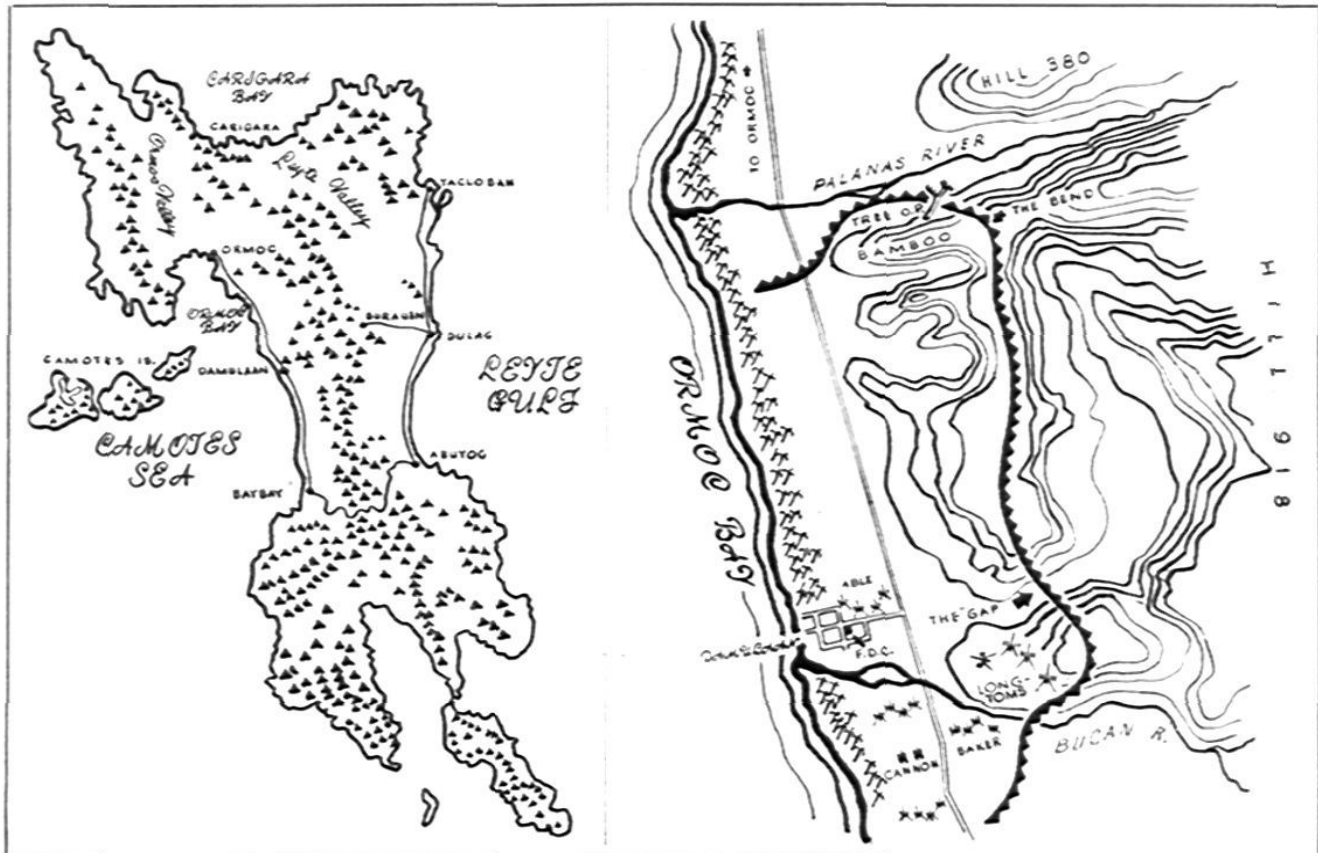 CARIGARA
BAY
CARIGARA
Ormoc Valley
Leyte Valley
TACLOBAN
ORMOC
ORMOC
BAY
BURAUEN
DULAG
CAMOTES IS.
DAMULAAN
LEYTE
GULF
CAMOTES
SEA
ABUYOG
BAYBAY
HILL 380
TO ORMOC
PALANAS RIVER
TREE O.P.
THE BEND
BAMBOO
HILL 918
ORMOC BAY
ABLE
THE "GAP
F.D.C.
LONG-
TOMS
BAKER
CANNON
BUCAN R.